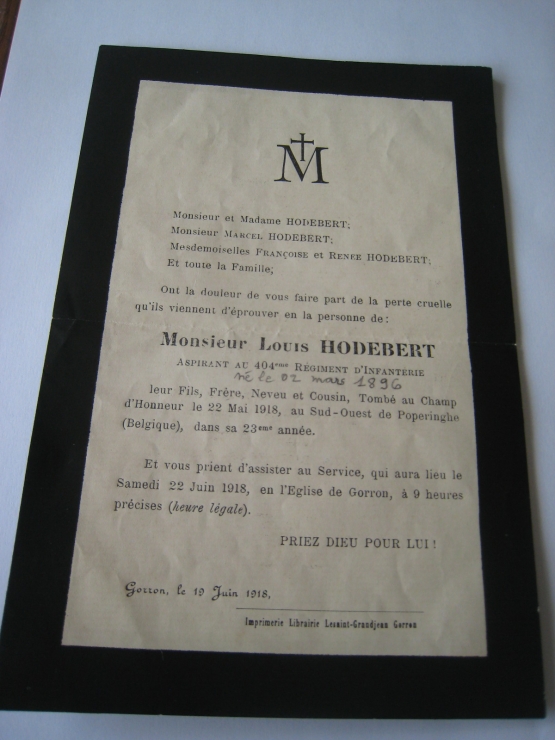 M
Monsieur et Madame HODEBERT;
Monsieur MARCEL HODEBERT;
Mesdemoiselles FRANÇOISE et RENÉE HODEBERT;
Et toute la Famille;
Ont la douleur de vous faire part de la perte cruelle
qu'ils viennent d'éprouver en la personne de:
Monsieur LOUIS HODEBERT
ASPIRANT AU 404eme RÉGIMENT D'INFANTERIE
né le 02 mars 1896
leur Fils, Frère, Neveu et Cousin, Tombé au Champ
d'Honneur le 22 Mai 1918, au Sud-Ouest de Poperinghe
(Belgique), dans sa 23eme année.
Et vous prient d'assister au Service, qui aura lieu le
Samedi 22 Juin 1918, en l'Eglise de Gorron, à 9 heures
précises (heure légale).
PRIEZ DIEU POUR LUI!
Gorron, le 19 Juin 1918,
Imprimerie Librairie Lesaint-Grandjean Gorron